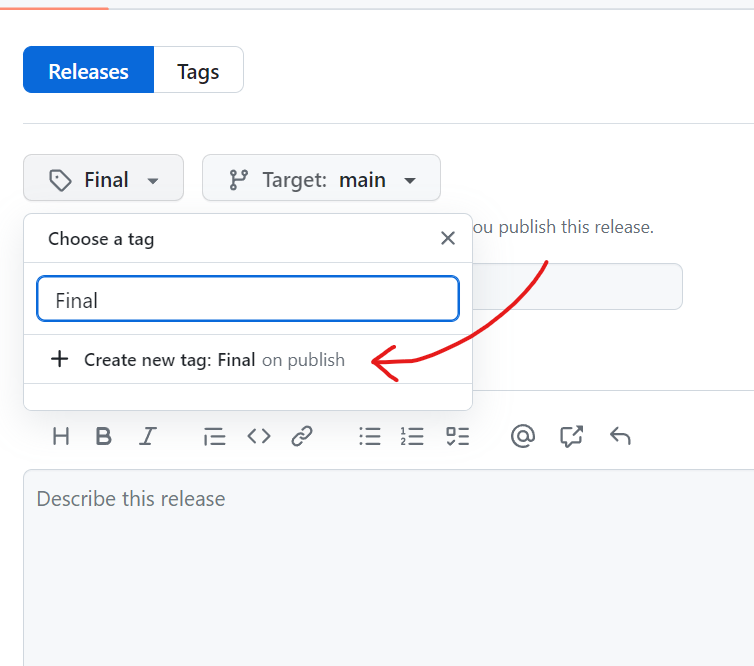 Releases Tags
Final Target: main
Choose a tag
ou publish this release.
Final
Create new tag: Final on publish
H B I
Describe this release